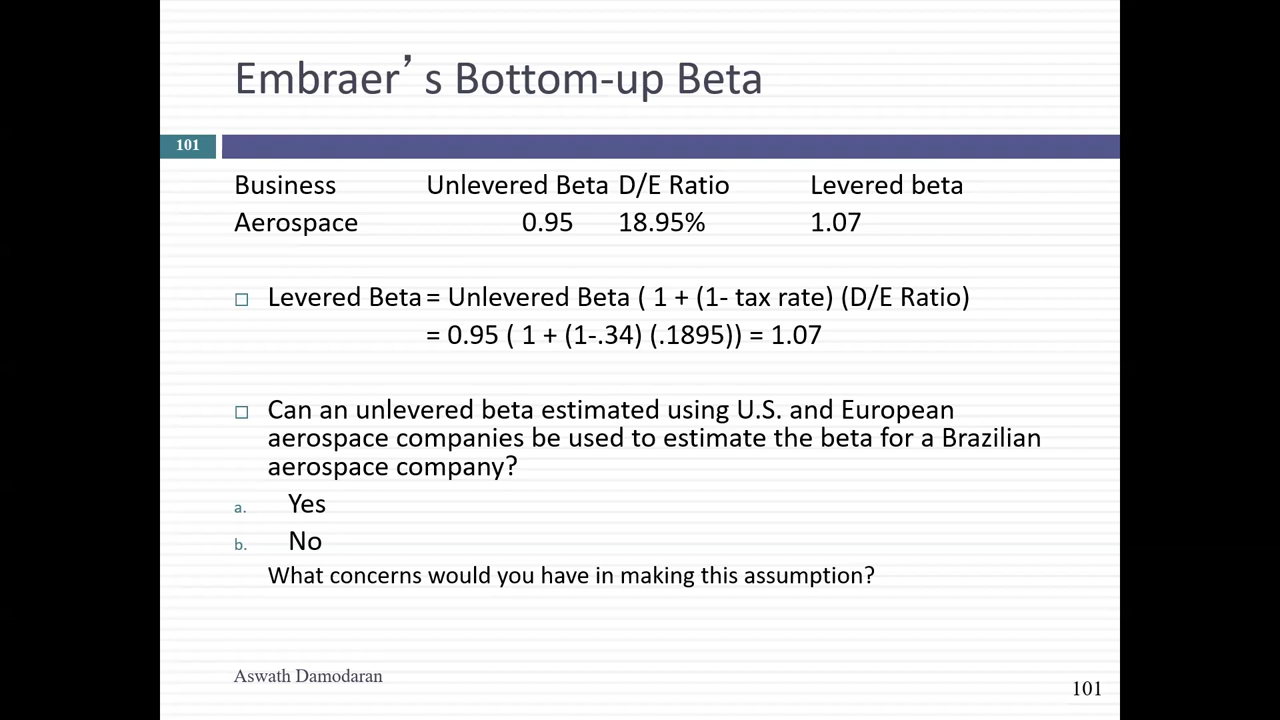 Embraer’s Bottom-up Beta
101
Business Unlevered Beta D/E Ratio Levered beta
Aerospace 0.95 18.95% 1.07
Levered Beta = Unlevered Beta ( 1 + (1- tax rate) (D/E Ratio)
= 0.95 ( 1 + (1-.34) (.1895)) = 1.07
Can an unlevered beta estimated using U.S. and European
aerospace companies be used to estimate the beta for a Brazilian
aerospace company?
a. Yes
b. No
What concerns would you have in making this assumption?
Aswath Damodaran
101